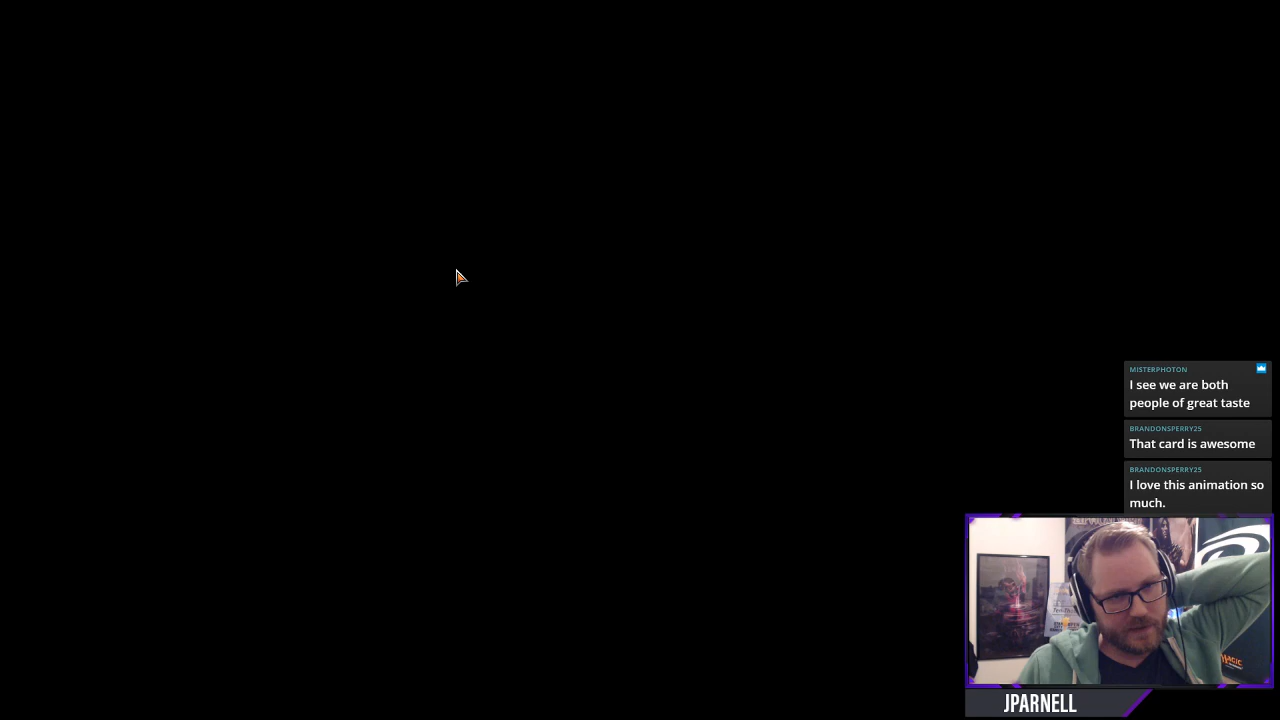 MISTERPHOTON
I see we are both
people of great taste
BRANDONSPERRY25
That card is awesome
BRANDONSPERRY25
I love this animation so
much.
JPARNELL